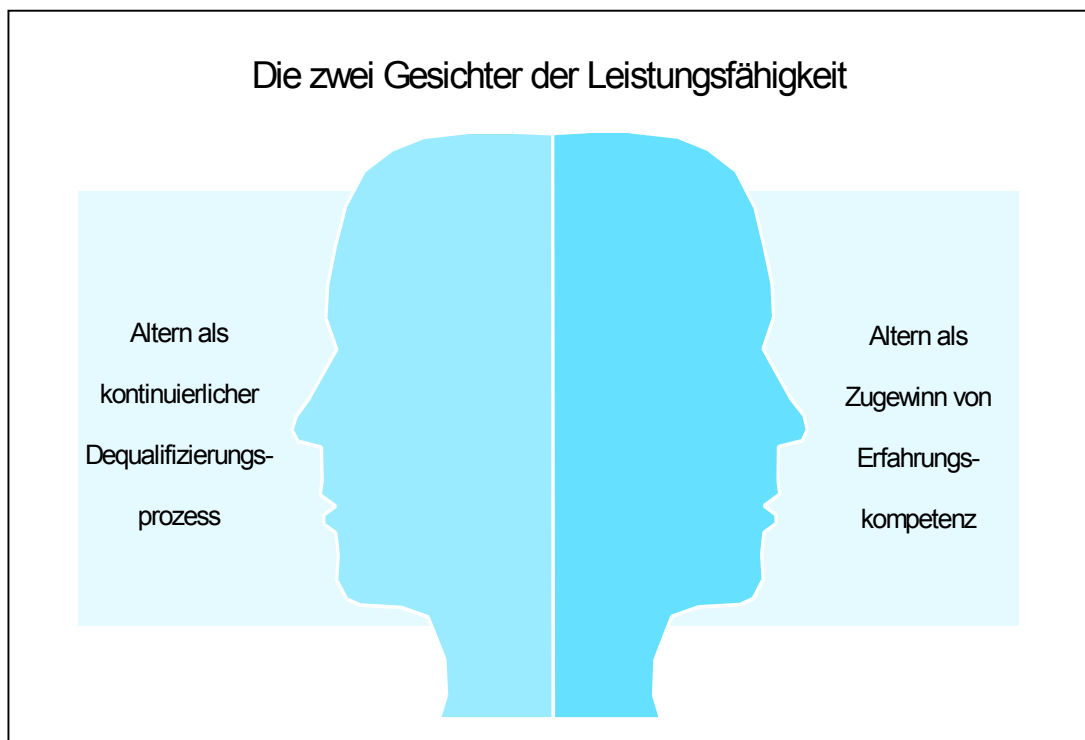 Die zwei Gesichter der Leistungsfähigkeit
Altern als
kontinuierlicher
Dequalifizierungs-
prozess
Altern als
Zugewinn von
Erfahrungs-
kompetenz